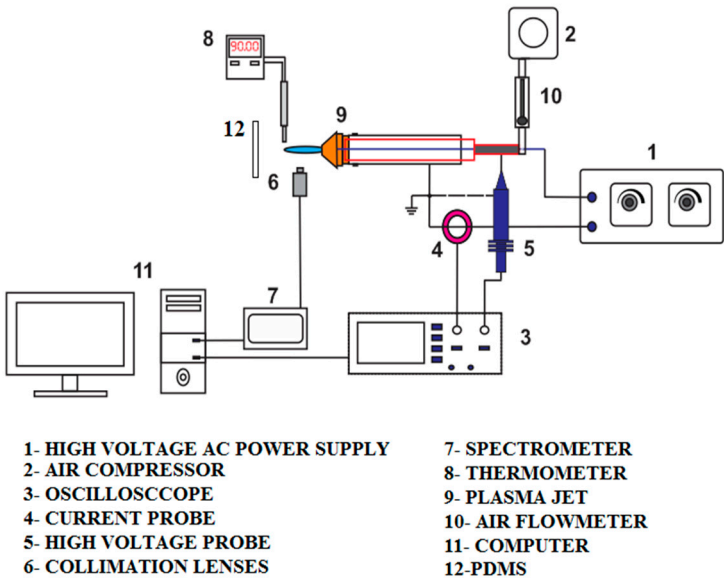 8
90.00
2
12
9
10
1
6
4
5
11
7
3
1- HIGH VOLTAGE AC POWER SUPPLY
2- AIR COMPRESSOR
3- OSCILLOSCCOPE
4- CURRENT PROBE
5- HIGH VOLTAGE PROBE
6- COLLIMATION LENSES
7- SPECTROMETER
8- THERMOMETER
9- PLASMA JET
10- AIR FLOWMETER
11- COMPUTER
12-PDMS